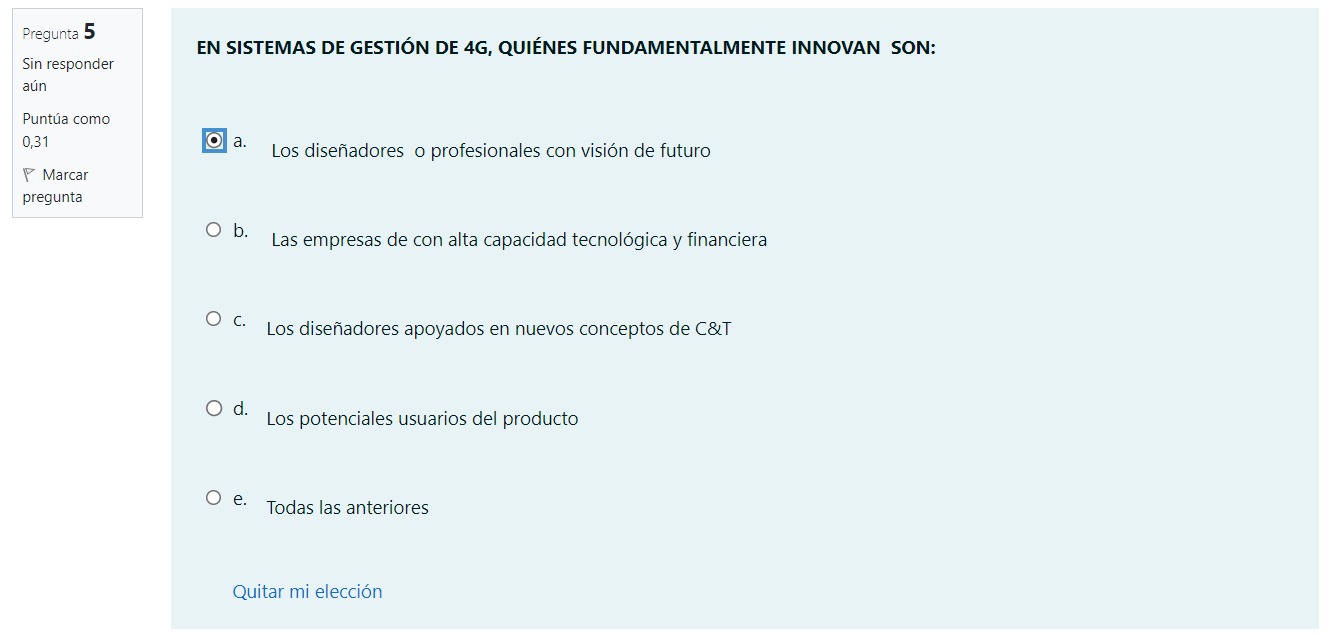 Pregunta 5
Sin responder
aún
Puntúa como
0,31
Marcar
pregunta
EN SISTEMAS DE GESTIÓN DE 4G, QUIÉNES FUNDAMENTALMENTE INNOVAN SON:
a. Los diseñadores o profesionales con visión de futuro
b. Las empresas de con alta capacidad tecnológica y financiera
c. Los diseñadores apoyados en nuevos conceptos de C&T
d. Los potenciales usuarios del producto
e. Todas las anteriores
Quitar mi elección